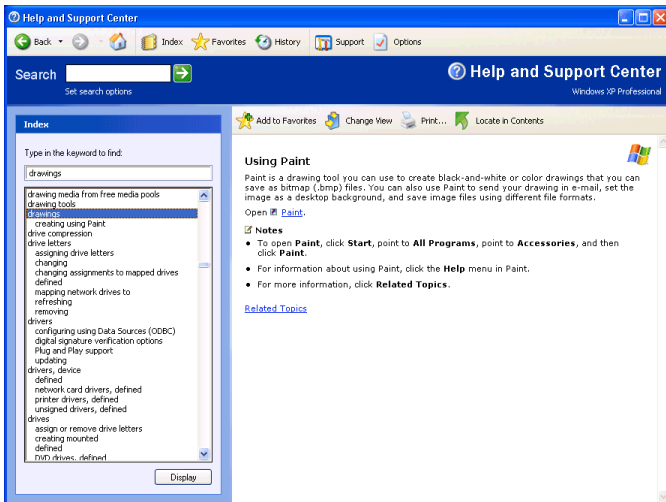 Help and Support Center
Back
Index
Favorites
History
Support
Options
Search
Set search options
Help and Support Center
Windows XP Professional
Index
Type in the keyword to find:
drawings
drawing media from free media pools
drawing tools
drawings
creating using Paint
drive compression
drive letters
assigning drive letters
changing
changing assignments to mapped drives
defined
mapping network drives to
refreshing
removing
drivers
configuring using Data Sources (ODBC)
digital signature verification options
Plug and Play support
updating
drivers, device
defined
network card drivers, defined
printer drivers, defined
unsigned drivers, defined
drives
assign or remove drive letters
creating mounted
defined
DVD drives, defined
Display
Add to Favorites
Change View
Print...
Locate in Contents
Using Paint
Paint is a drawing tool you can use to create black-and-white or color drawings that you can
save as bitmap (.bmp) files. You can also use Paint to send your drawing in e-mail, set the
image as a desktop background, and save image files using different file formats.
Open Paint.
Notes
• To open Paint, click Start, point to All Programs, point to Accessories, and then
click Paint.
• For information about using Paint, click the Help menu in Paint.
• For more information, click Related Topics.
Related Topics